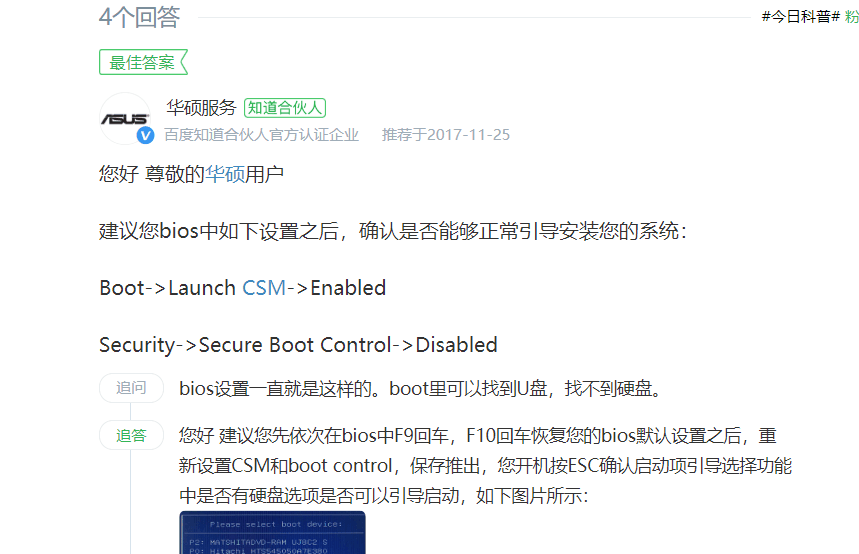 4个回答
#今日科普# 粉
最佳答案
ASUS
华硕服务 知道合伙人
百度知道合伙人官方认证企业 推荐于2017-11-25
您好 尊敬的华硕用户
建议您bios中如下设置之后，确认是否能够正常引导安装您的系统：
Boot->Launch CSM->Enabled
Security->Secure Boot Control->Disabled
追问 bios设置一直就是这样的。boot里可以找到U盘，找不到硬盘。
追答 您好 建议您先依次在bios中F9回车，F10回车恢复您的bios默认设置之后，重
新设置CSM和boot control，保存推出，您开机按ESC确认启动项引导选择功能
中是否有硬盘选项是否可以引导启动，如下图片所示：
Please select boot device:
P2: MATSHITADVD-RAM UJ8C2 S
P0: Hitachi HTS545050A7E380